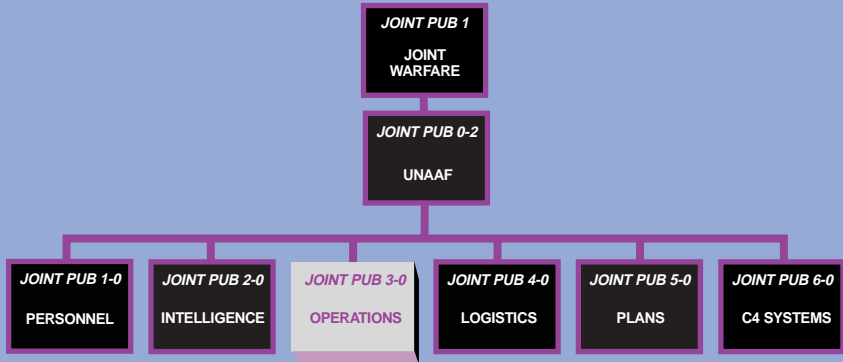 JOINT PUB 1
JOINT
WARFARE
JOINT PUB 0-2
UNAAF
JOINT PUB 1-0
PERSONNEL
JOINT PUB 2-0
INTELLIGENCE
JOINT PUB 3-0
OPERATIONS
JOINT PUB 4-0
LOGISTICS
JOINT PUB 5-0
PLANS
JOINT PUB 6-0
C4 SYSTEMS